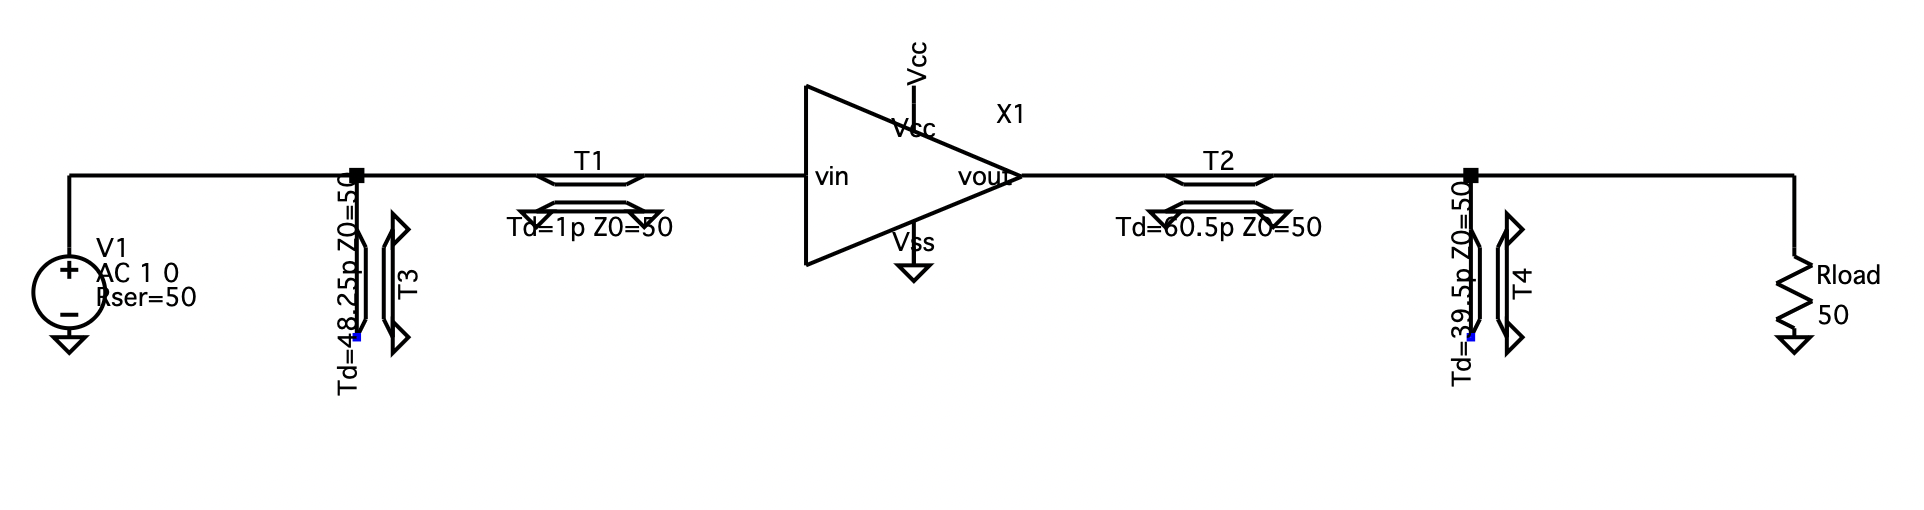 V1
AC 1 0
Rser=50
Td=48.25p Z0=50
T3
T1
Td=1p Z0=50
Vcc
Vcc
X1
vin
vout
Vss
T2
Td=60.5p Z0=50
Td=39.5p Z0=50
T4
Rload
50